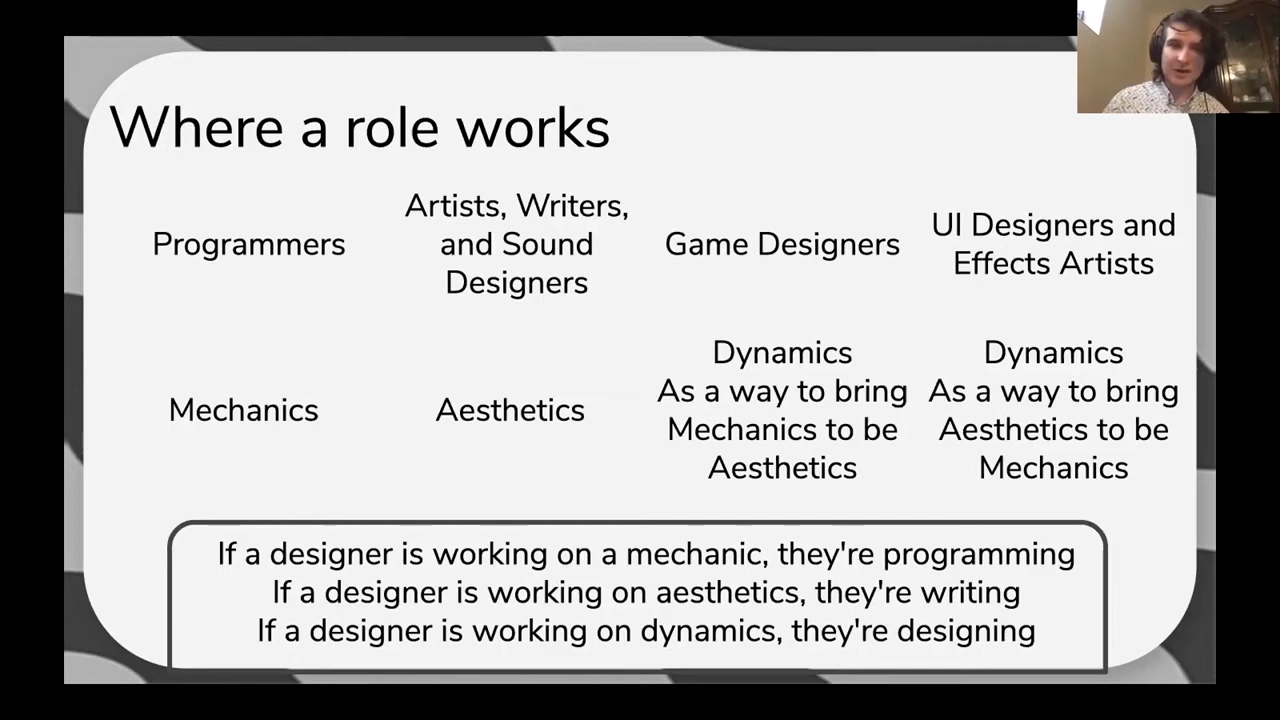 Where a role works
Programmers
Artists, Writers,
and Sound
Designers
Game Designers
UI Designers and
Effects Artists
Mechanics
Aesthetics
Dynamics
As a way to bring
Mechanics to be
Aesthetics
Dynamics
As a way to bring
Aesthetics to be
Mechanics
If a designer is working on a mechanic, they're programming
If a designer is working on aesthetics, they're writing
If a designer is working on dynamics, they're designing